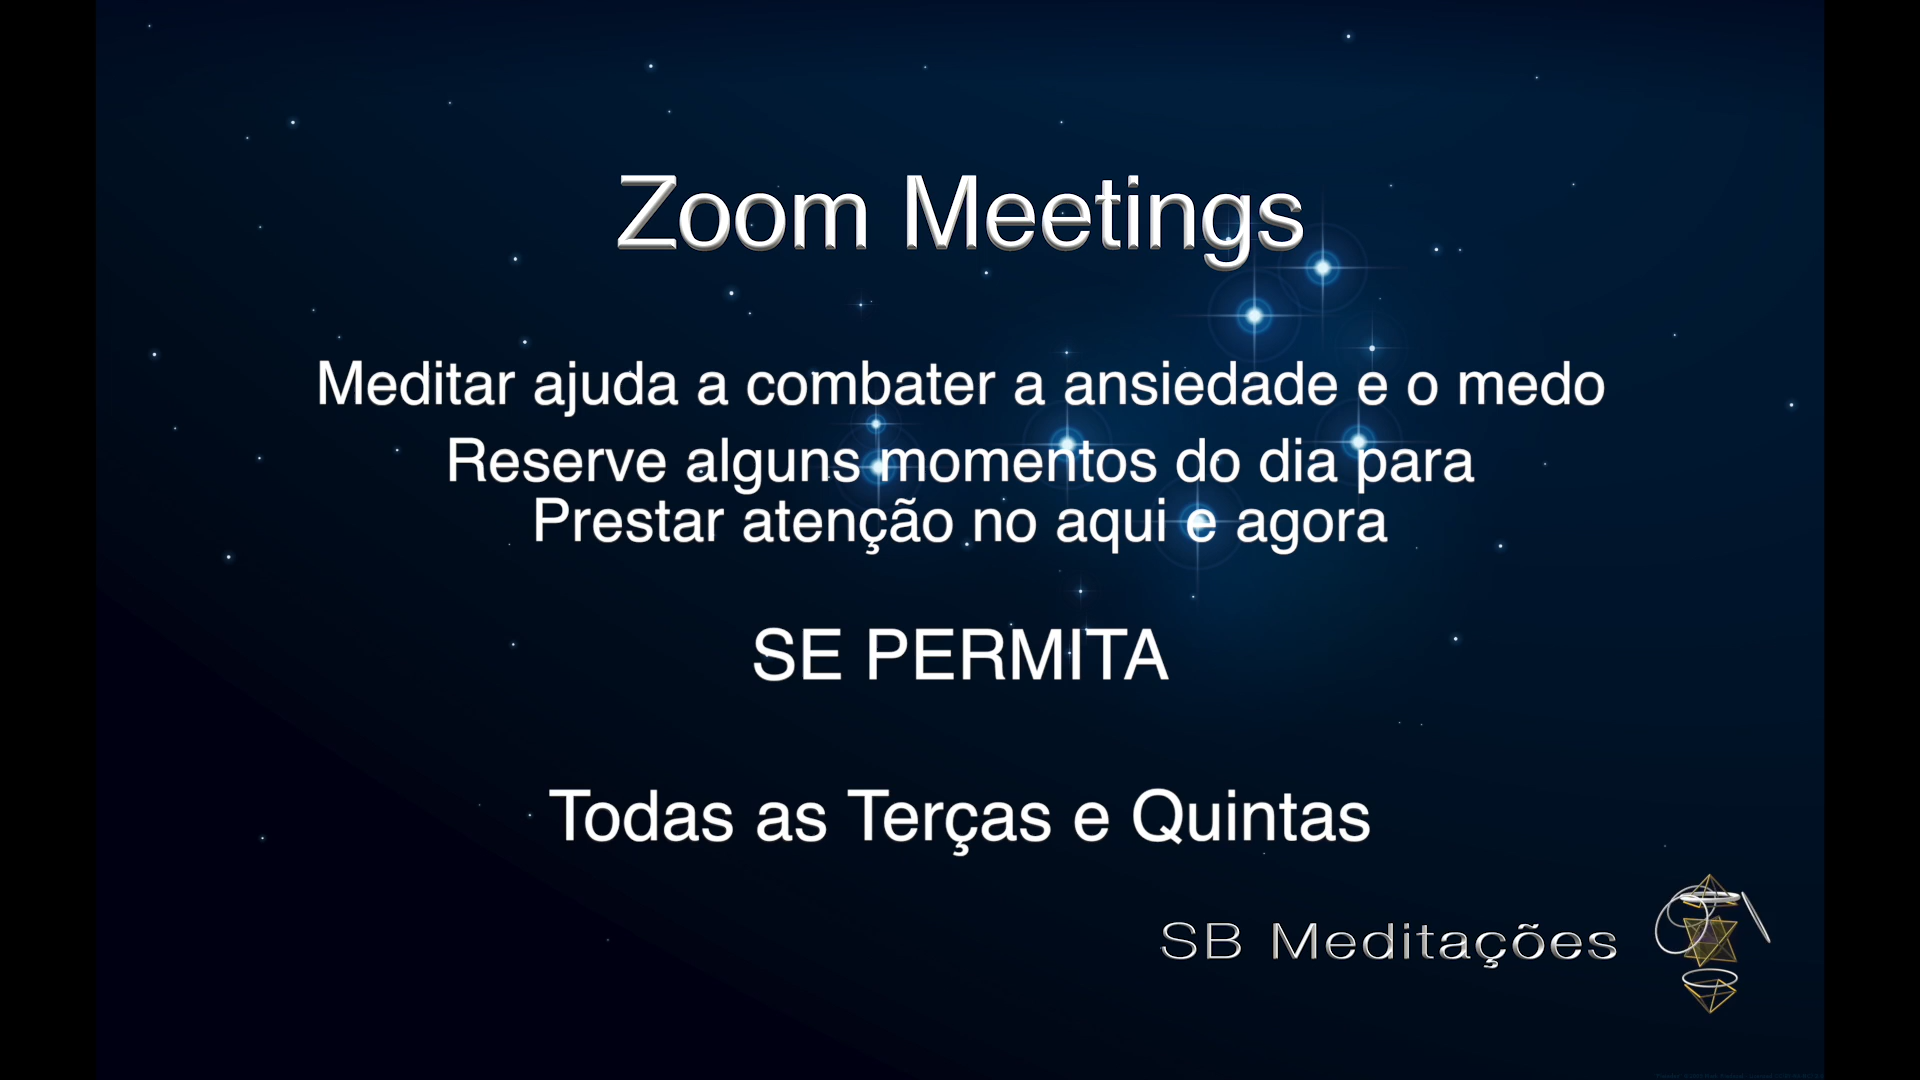 Zoom Meetings
Meditar ajuda a combater a ansiedade e o medo
Reserve alguns momentos do dia para
Prestar atenção no aqui e agora
SE PERMITA
Todas as Terças e Quintas
SB Meditações